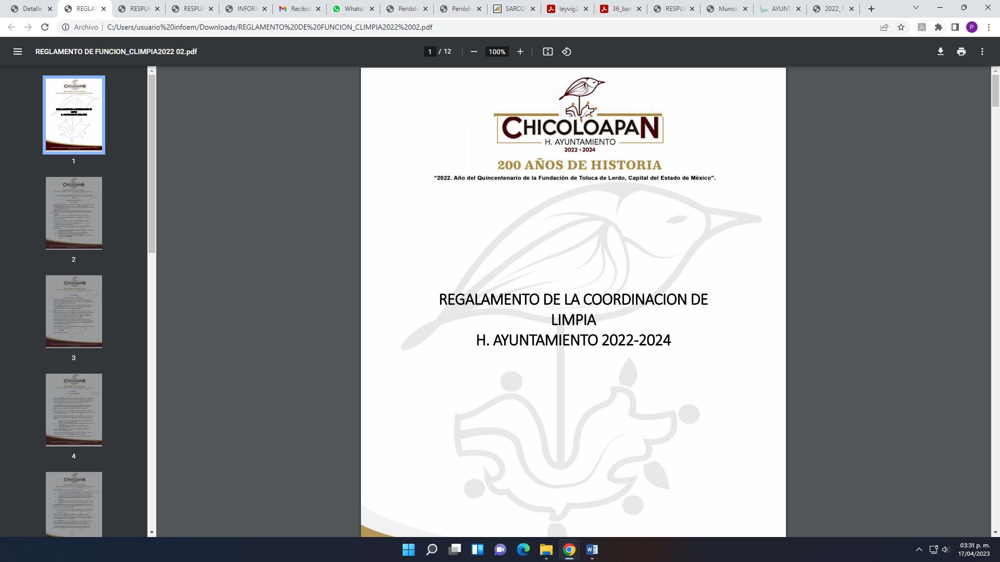 Detalle
REGLA
RESPUE
RESPUE
INFORM
Recibid
WhatsA
Periódi
Periódi
SARCO
leyvig2
36_ban
RESPUE
Munici
AYUNT
2022_1
Archivo
C:/Users/usuario%20infoem/Downloads/REGLAMENTO%20DE%20FUNCION_CLIMPIA2022%2002.pdf
P
REGLAMENTO DE FUNCION_CLIMPIA2022 02.pdf
1 / 12
100%
1
2
3
4
CHICOLOAPAN
H. AYUNTAMIENTO
2022 • 2024
200 AÑOS DE HISTORIA
“2022. Año del Quincentenario de la Fundación de Toluca de Lerdo, Capital del Estado de México”.
REGALAMENTO DE LA COORDINACION DE
LIMPIA
H. AYUNTAMIENTO 2022-2024
03:31 p. m.
17/04/2023